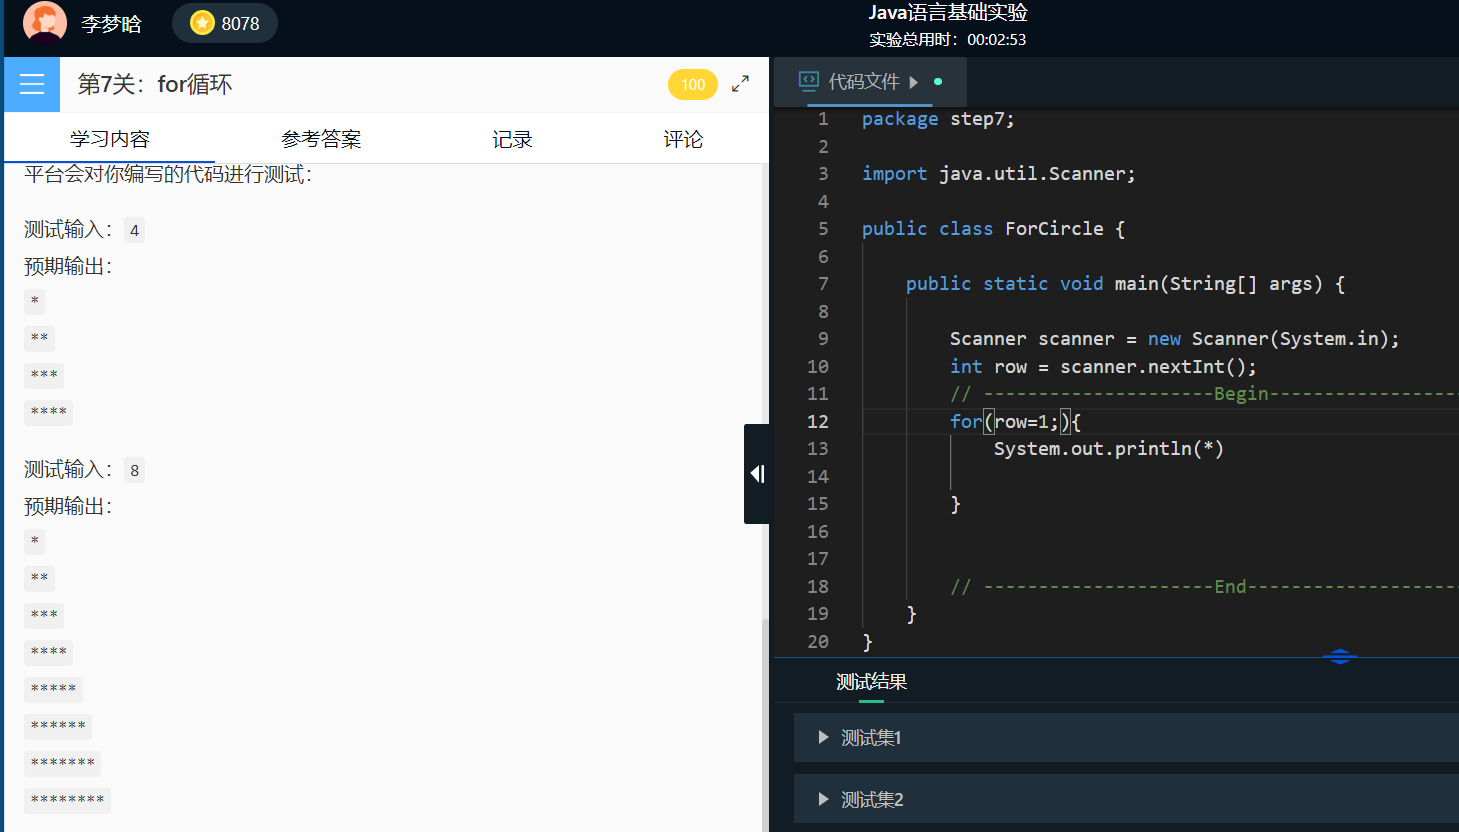 李梦晗
8078
Java语言基础实验
实验总用时：00:02:53
第7关：for循环
100
代码文件
学习内容
参考答案
记录
评论
平台会对你编写的代码进行测试：
测试输入：4
预期输出：
*
**
***
****
测试输入：8
预期输出：
*
**
***
****
*****
******
*******
********
1 package step7;
2
3 import java.util.Scanner;
4
5 public class ForCircle {
6
7 public static void main(String[] args) {
8
9 Scanner scanner = new Scanner(System.in);
10 int row = scanner.nextInt();
11 // ---------------------Begin------------------
12 for(row=1;){
13 System.out.println(*)
14
15 }
16
17
18 // ---------------------End--------------------
19 }
20 }
测试结果
测试集1
测试集2